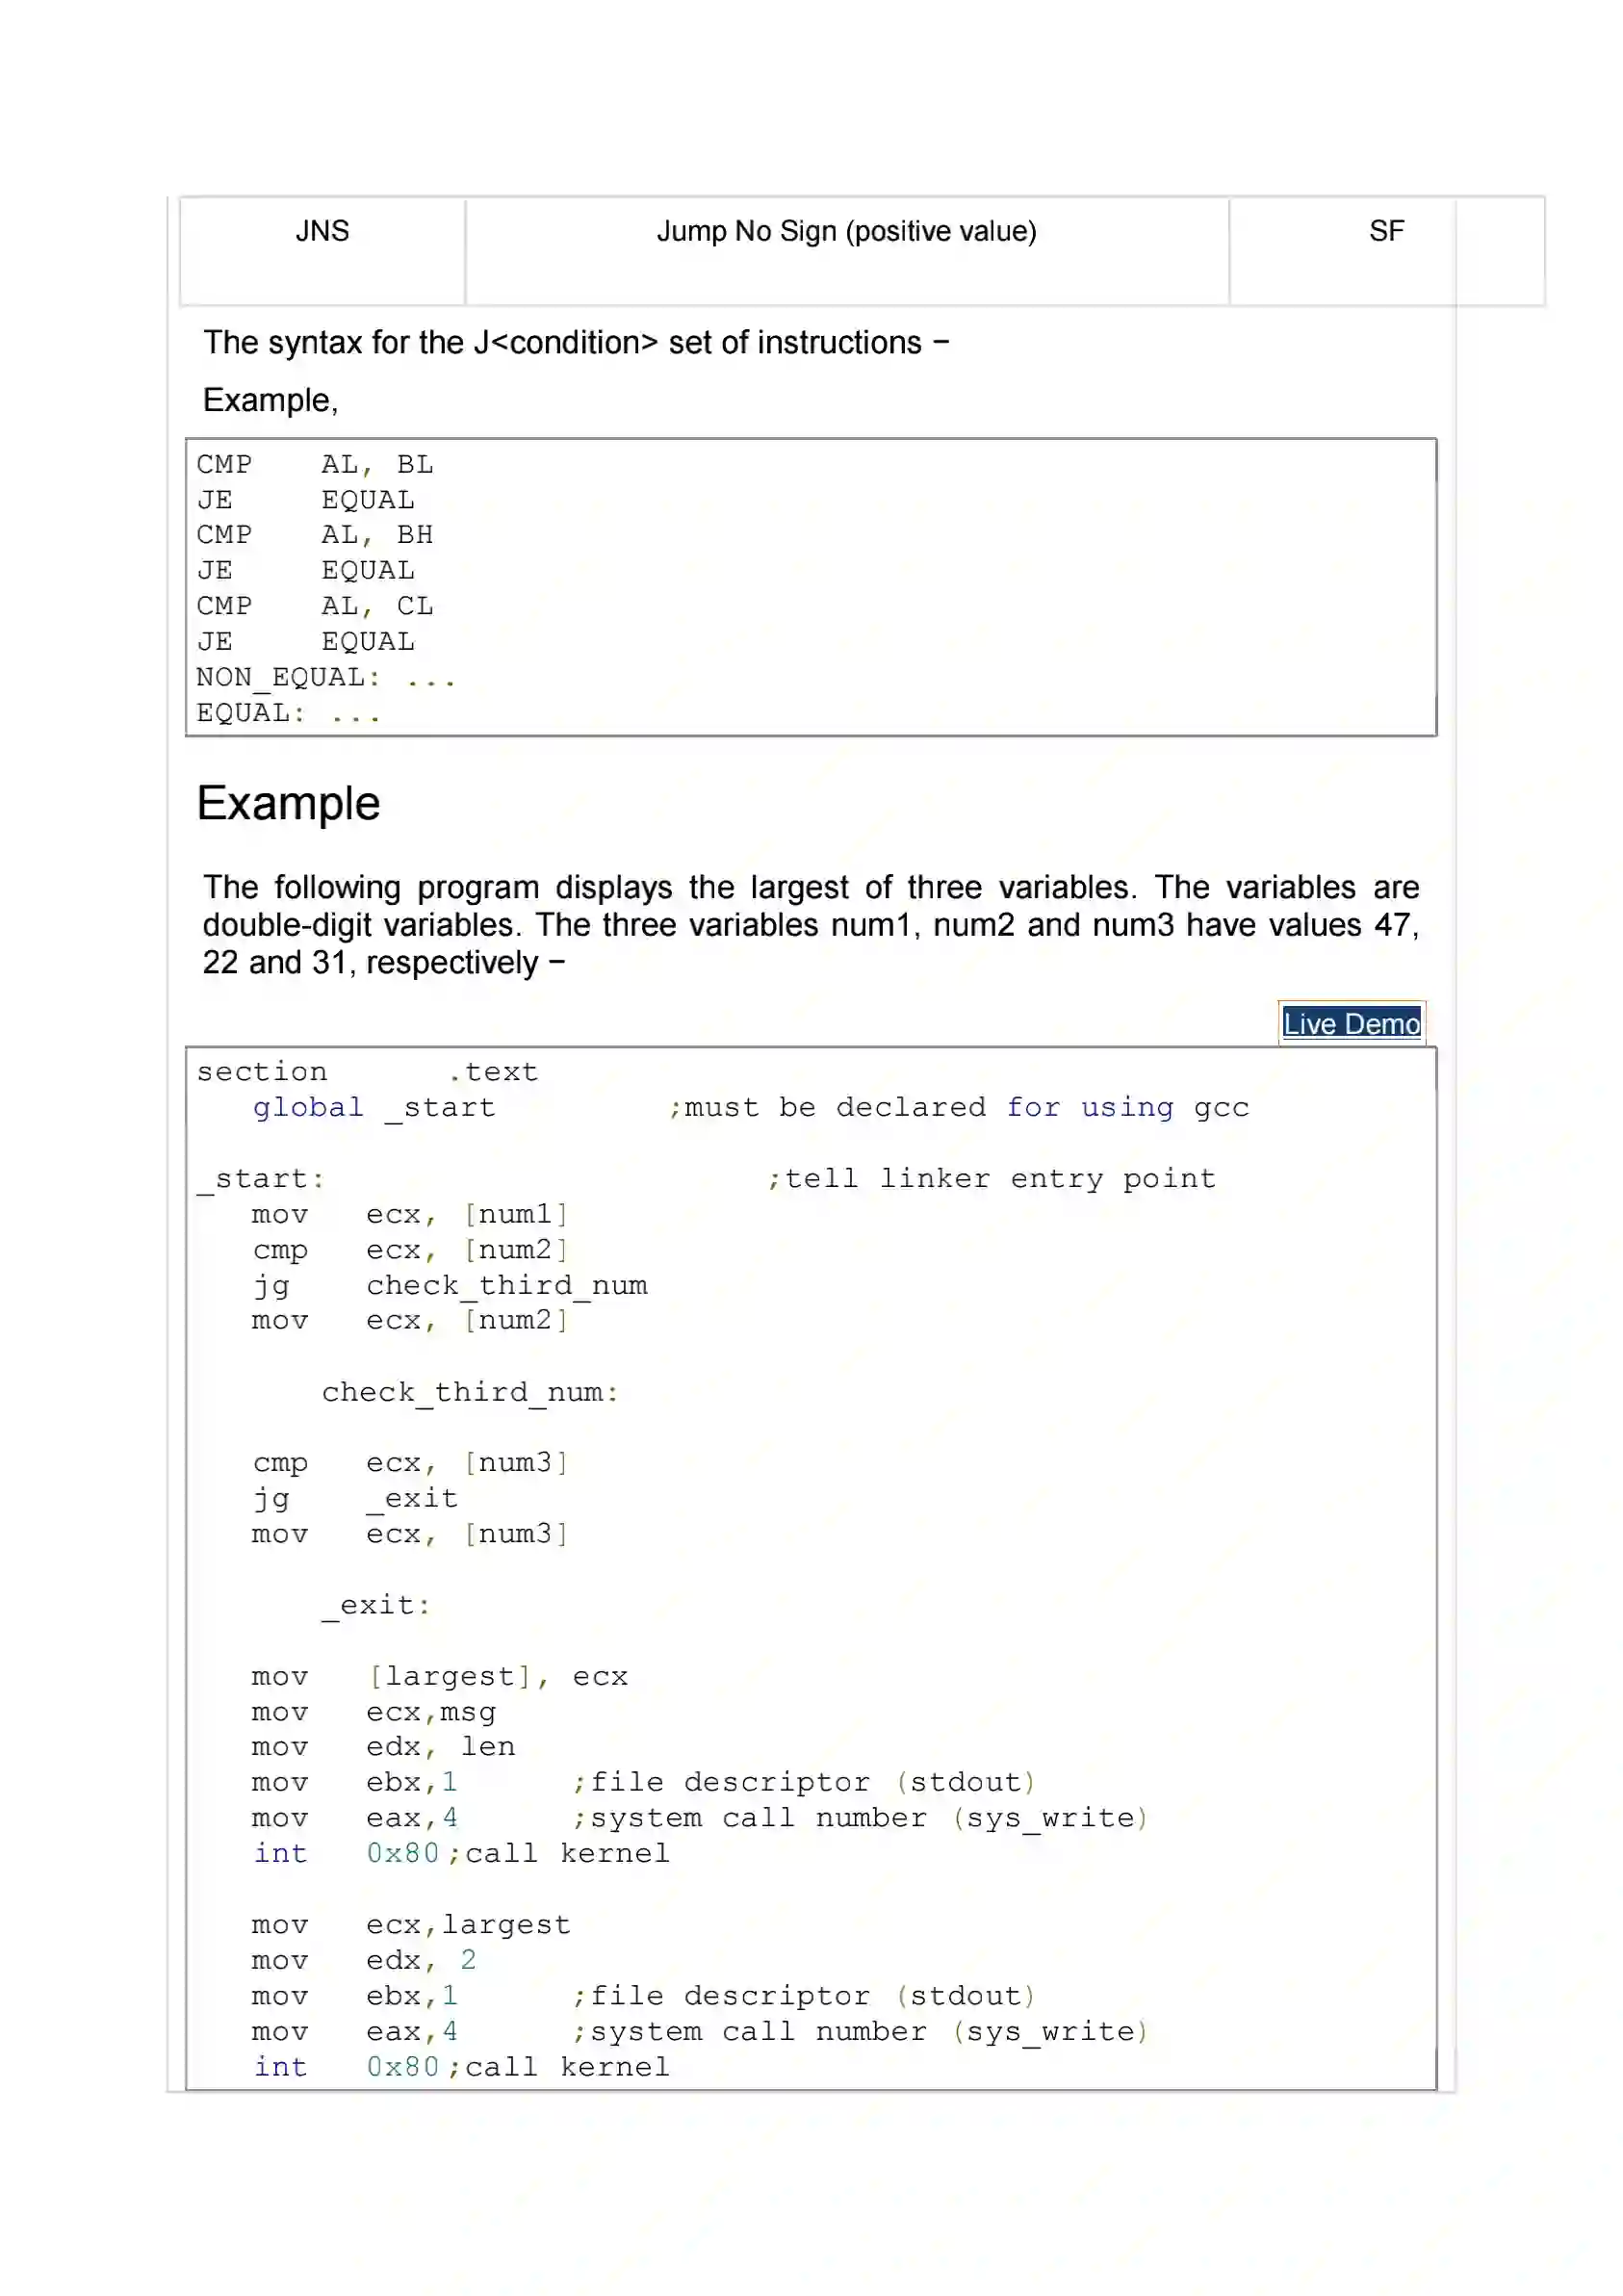 JNS Jump No Sign (positive value) SF
The syntax for the J<condition> set of instructions −
Example,
CMP    AL, BL
JE     EQUAL
CMP    AL, BH
JE     EQUAL
CMP    AL, CL
JE     EQUAL
NON_EQUAL: ...
EQUAL: ...
Example
The following program displays the largest of three variables. The variables are
double-digit variables. The three variables num1, num2 and num3 have values 47,
22 and 31, respectively −
Live Demo
section      .text
   global _start         ;must be declared for using gcc
_start:                       ;tell linker entry point
   mov   ecx, [num1]
   cmp   ecx, [num2]
   jg    check_third_num
   mov   ecx, [num2]
      check_third_num:
   cmp   ecx, [num3]
   jg    _exit
   mov   ecx, [num3]
      _exit:
   mov   [largest], ecx
   mov   ecx,msg
   mov   edx, len
   mov   ebx,1      ;file descriptor (stdout)
   mov   eax,4      ;system call number (sys_write)
   int   0x80;call kernel
   mov   ecx,largest
   mov   edx, 2
   mov   ebx,1      ;file descriptor (stdout)
   mov   eax,4      ;system call number (sys_write)
   int   0x80;call kernel